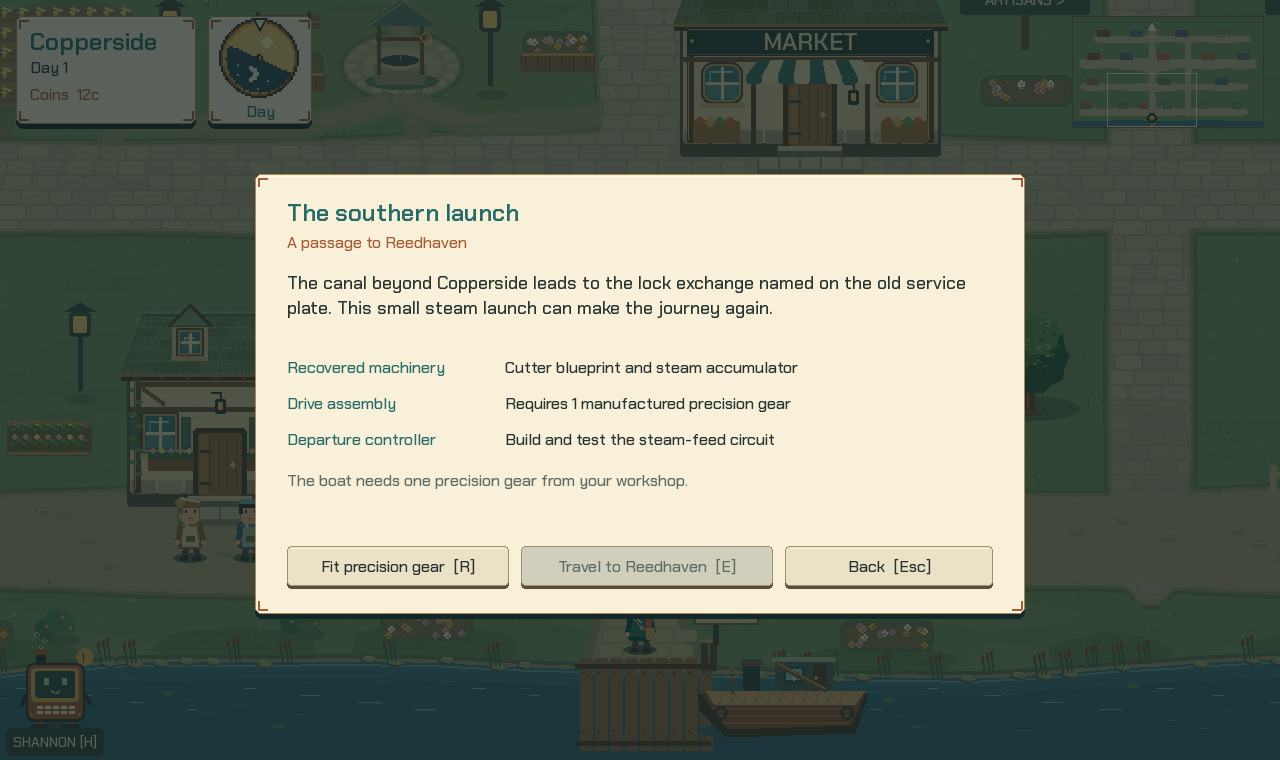 Copperside
Day 1
Coins 12c
Day
MARKET
ARTISANS >
The southern launch
A passage to Reedhaven
The canal beyond Copperside leads to the lock exchange named on the old service
plate. This small steam launch can make the journey again.
Recovered machinery Cutter blueprint and steam accumulator
Drive assembly Requires 1 manufactured precision gear
Departure controller Build and test the steam-feed circuit
The boat needs one precision gear from your workshop.
Fit precision gear [R] Travel to Reedhaven [E] Back [Esc]
!
SHANNON [H]